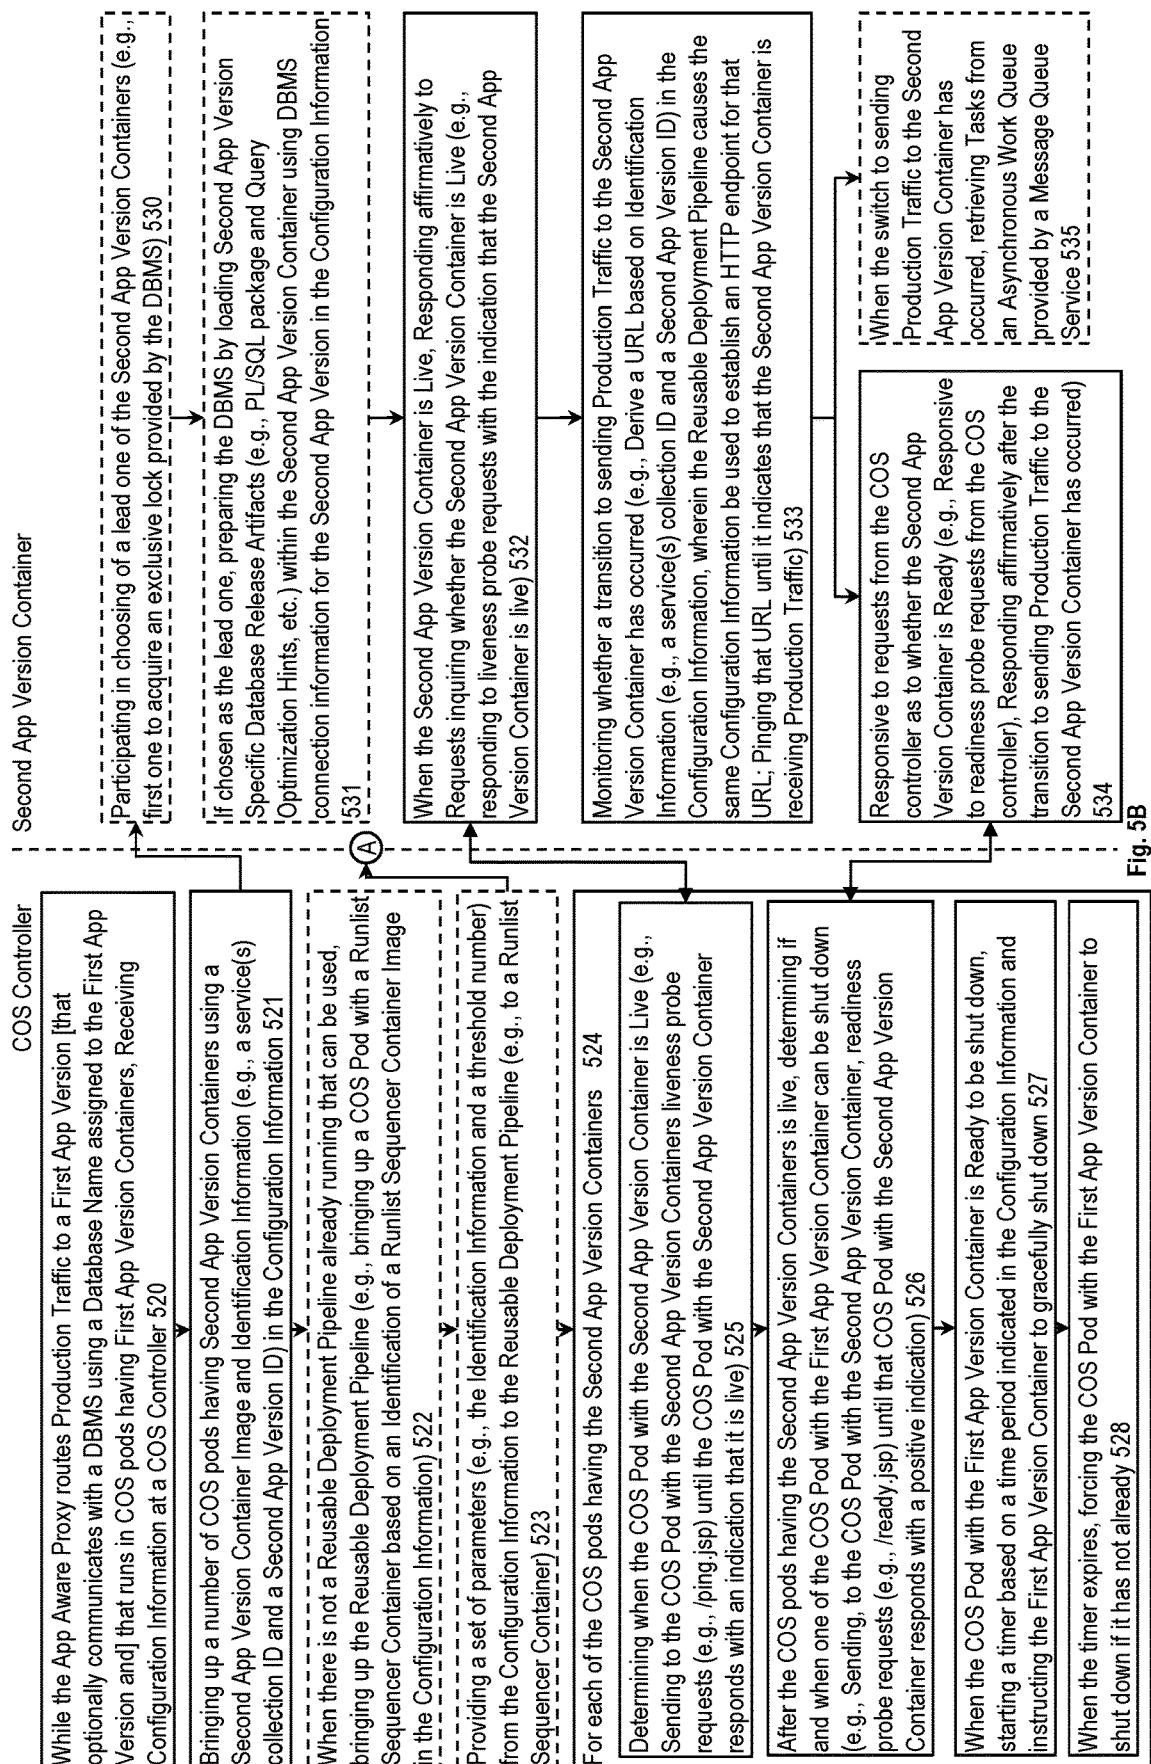 COS Controller
While the App Aware Proxy routes Production Traffic to a First App Version [that
optionally communicates with a DBMS using a Database Name assigned to the First App
Version and] that runs in COS pods having First App Version Containers, Receiving
Configuration Information at a COS Controller 520
Bringing up a number of COS pods having Second App Version Containers using a
Second App Version Container Image and Identification Information (e.g., a service(s)
collection ID and a Second App Version ID) in the Configuration Information 521
When there is not a Reusable Deployment Pipeline already running that can be used,
bringing up the Reusable Deployment Pipeline (e.g., bringing up a COS Pod with a Runlist
Sequencer Container based on an Identification of a Runlist Sequencer Container Image
in the Configuration Information) 522
Providing a set of parameters (e.g., the Identification Information and a threshold number)
from the Configuration Information to the Reusable Deployment Pipeline (e.g., to a Runlist
Sequencer Container) 523
For each of the COS pods having the Second App Version Containers 524
Determining when the COS Pod with the Second App Version Container is Live (e.g.,
Sending to the COS Pod with the Second App Version Containers liveness probe
requests (e.g., /ping.jsp) until the COS Pod with the Second App Version Container
responds with an indication that it is live) 525
After the COS pods having the Second App Version Containers is live, determining if
and when one of the COS Pod with the First App Version Container can be shut down
(e.g., Sending, to the COS Pod with the Second App Version Container, readiness
probe requests (e.g., /ready.jsp) until that COS Pod with the Second App Version
Container responds with a positive indication) 526
When the COS Pod with the First App Version Container is Ready to be shut down,
starting a timer based on a time period indicated in the Configuration Information and
instructing the First App Version Container to gracefully shut down 527
When the timer expires, forcing the COS Pod with the First App Version Container to
shut down if it has not already 528
A
Second App Version Container
Participating in choosing of a lead one of the Second App Version Containers (e.g.,
first one to acquire an exclusive lock provided by the DBMS) 530
If chosen as the lead one, preparing the DBMS by loading Second App Version
Specific Database Release Artifacts (e.g., PL/SQL package and Query
Optimization Hints, etc.) within the Second App Version Container using DBMS
connection information for the Second App Version in the Configuration Information
531
When the Second App Version Container is Live, Responding affirmatively to
Requests inquiring whether the Second App Version Container is Live (e.g.,
responding to liveness probe requests with the indication that the Second App
Version Container is live) 532
Monitoring whether a transition to sending Production Traffic to the Second App
Version Container has occurred (e.g., Derive a URL based on Identification
Information (e.g., a service(s) collection ID and a Second App Version ID) in the
Configuration Information, wherein the Reusable Deployment Pipeline causes the
same Configuration Information be used to establish an HTTP endpoint for that
URL; Pinging that URL until it indicates that the Second App Version Container is
receiving Production Traffic) 533
Responsive to requests from the COS
controller as to whether the Second App
Version Container is Ready (e.g., Responsive
to readiness probe requests from the COS
controller), Responding affirmatively after the
transition to sending Production Traffic to the
Second App Version Container has occurred)
534
When the switch to sending
Production Traffic to the Second
App Version Container has
occurred, retrieving Tasks from
an Asynchronous Work Queue
provided by a Message Queue
Service 535
Fig. 5B